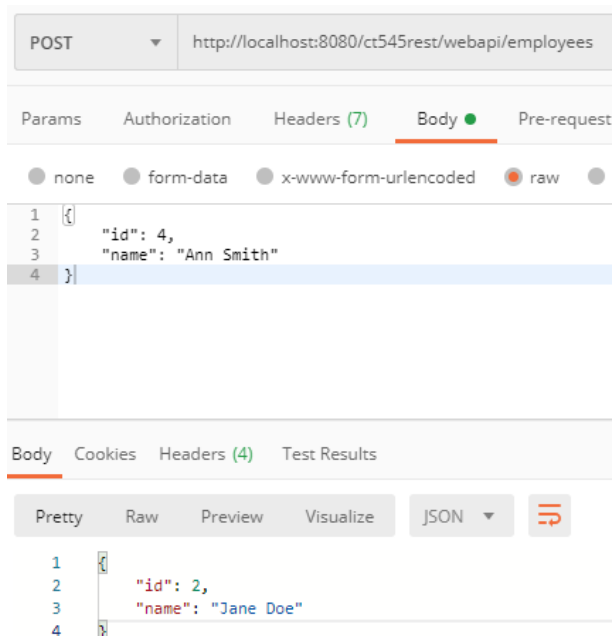 POST http://localhost:8080/ct545rest/webapi/employees
Params Authorization Headers (7) Body Pre-request
none form-data x-www-form-urlencoded raw
1 {
2 "id": 4,
3 "name": "Ann Smith"
4 }
Body Cookies Headers (4) Test Results
Pretty Raw Preview Visualize JSON
1 {
2 "id": 2,
3 "name": "Jane Doe"
4 }